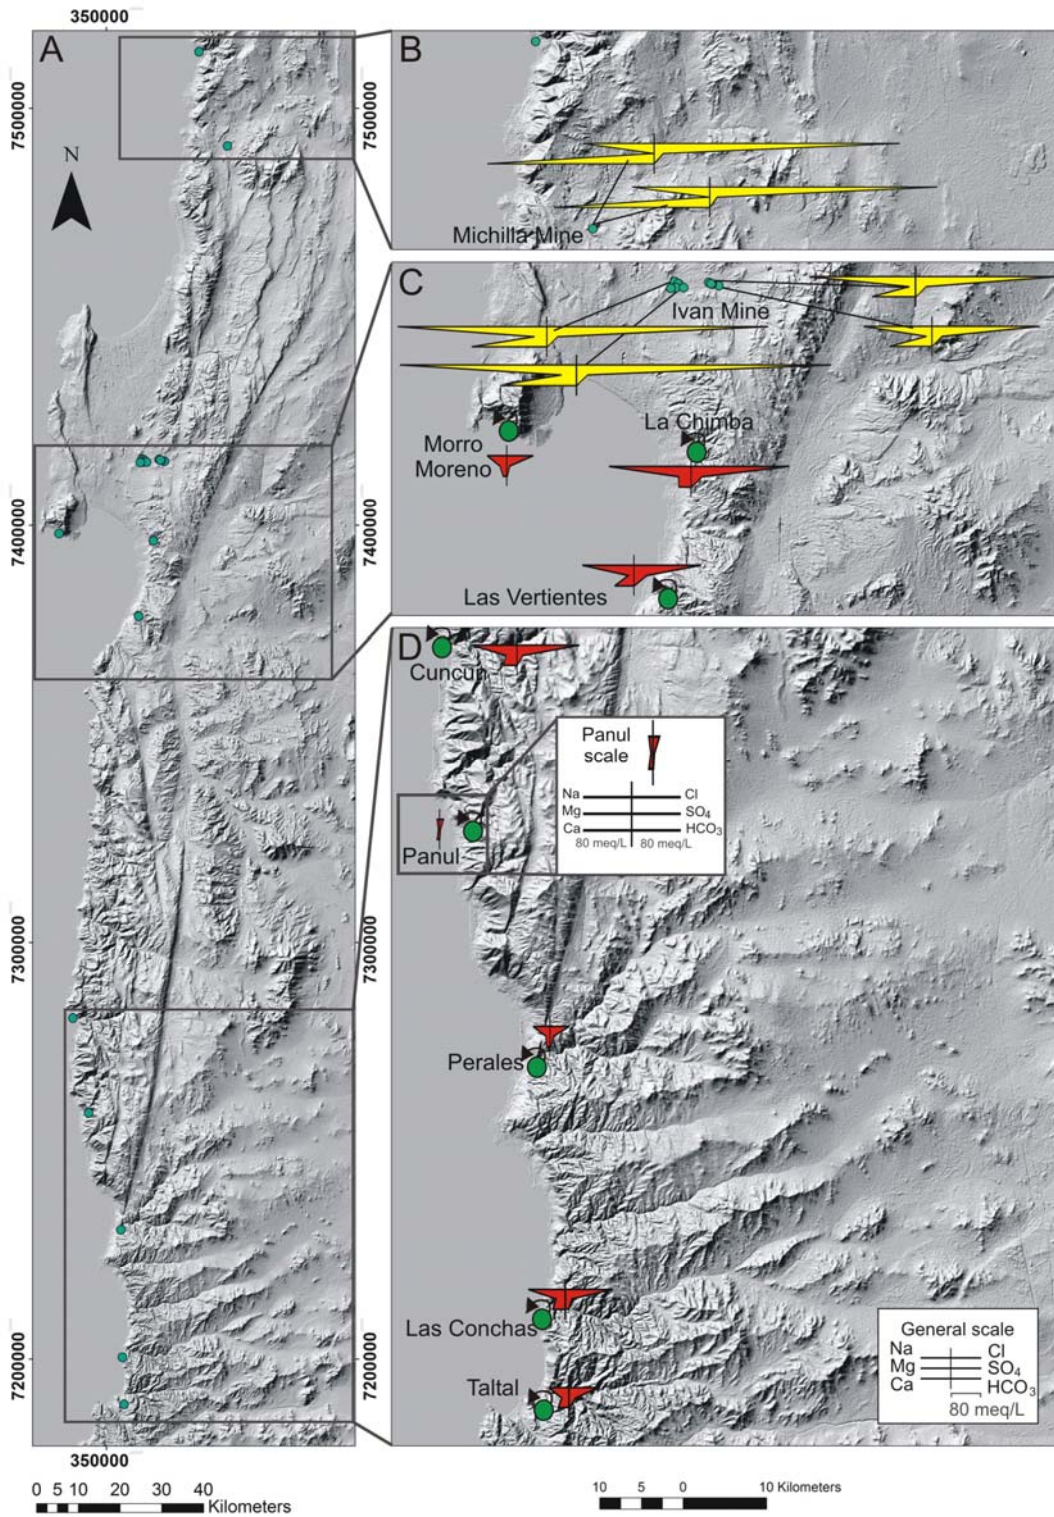 350000
A
N
7500000
7400000
7300000
7200000
350000
0 5 10 20 30 40
Kilometers
B
7500000
Michilla Mine
C
Ivan Mine
La Chimba
Morro
Moreno
7400000
Las Vertientes
D
Cuncun
Panul
scale
Na Cl
Mg SO4
Ca HCO3
80 meq/L 80 meq/L
Panul
7300000
Perales
Las Conchas
Taltal
7200000
General scale
Na Cl
Mg SO4
Ca HCO3
80 meq/L
10 5 0 10 Kilometers